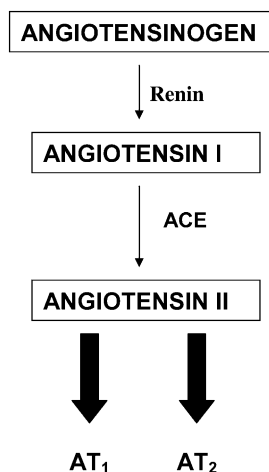 ANGIOTENSINOGEN
Renin
ANGIOTENSIN I
ACE
ANGIOTENSIN II
AT₁ AT₂